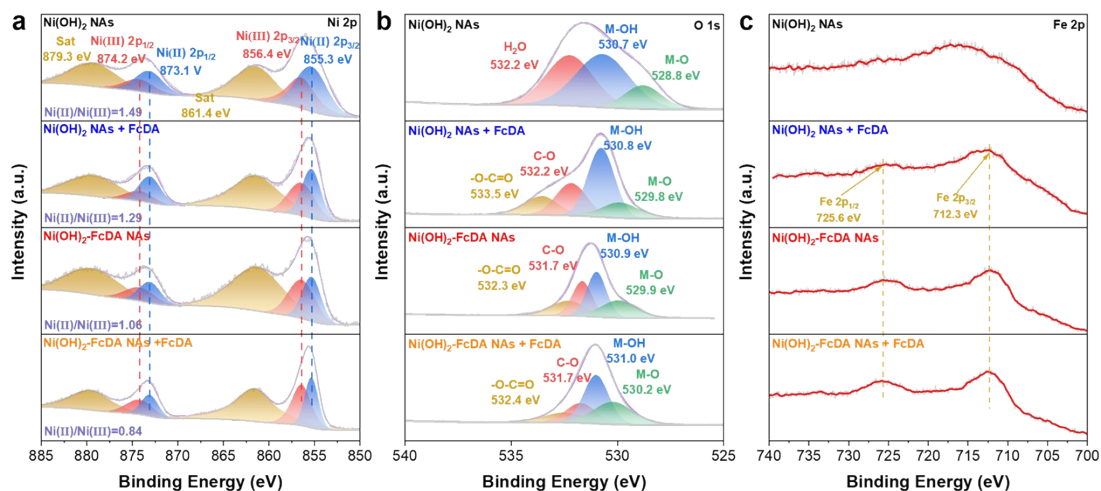 a
Ni(OH)2 NAs
Ni 2p
Sat
879.3 eV
Ni(III) 2p1/2
874.2 eV
Ni(II) 2p1/2
873.1 V
Sat
861.4 eV
Ni(III) 2p3/2
856.4 eV
Ni(II) 2p3/2
855.3 eV
Ni(II)/Ni(III)=1.49
Ni(OH)2 NAs + FcDA
Ni(II)/Ni(III)=1.29
Ni(OH)2-FcDA NAs
Ni(II)/Ni(III)=1.06
Ni(OH)2-FcDA NAs +FcDA
Ni(II)/Ni(III)=0.84
Intensity (a.u.)
885 880 875 870 865 860 855 850
Binding Energy (eV)
b
Ni(OH)2 NAs
O 1s
H2O
532.2 eV
M-OH
530.7 eV
M-O
528.8 eV
Ni(OH)2 NAs + FcDA
-O-C=O
533.5 eV
C-O
532.2 eV
M-OH
530.8 eV
M-O
529.8 eV
Ni(OH)2-FcDA NAs
-O-C=O
532.3 eV
C-O
531.7 eV
M-OH
530.9 eV
M-O
529.9 eV
Ni(OH)2-FcDA NAs + FcDA
-O-C=O
532.4 eV
C-O
531.7 eV
M-OH
531.0 eV
M-O
530.2 eV
Intensity (a.u.)
540 535 530 525
Binding Energy (eV)
c
Ni(OH)2 NAs
Fe 2p
Ni(OH)2 NAs + FcDA
Fe 2p1/2
725.6 eV
Fe 2p3/2
712.3 eV
Ni(OH)2-FcDA NAs
Ni(OH)2-FcDA NAs + FcDA
Intensity (a.u.)
740 735 730 725 720 715 710 705 700
Binding Energy (eV)